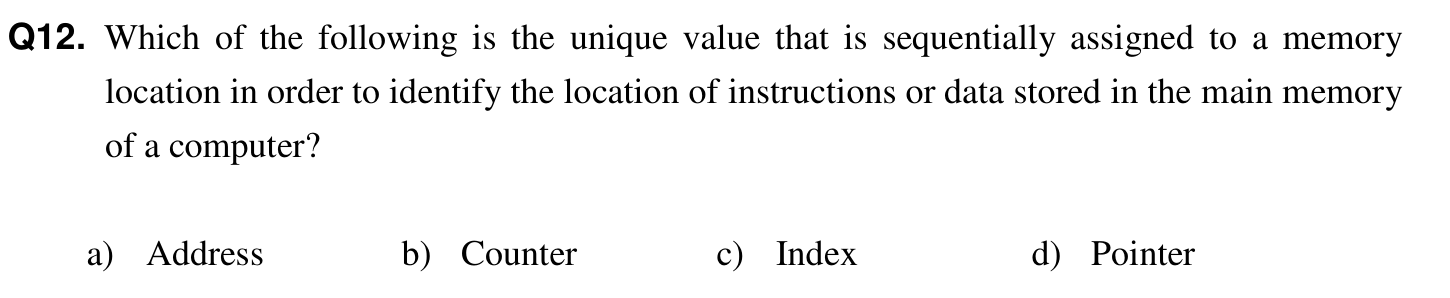 Q12. Which of the following is the unique value that is sequentially assigned to a memory
location in order to identify the location of instructions or data stored in the main memory
of a computer?
a) Address b) Counter c) Index d) Pointer